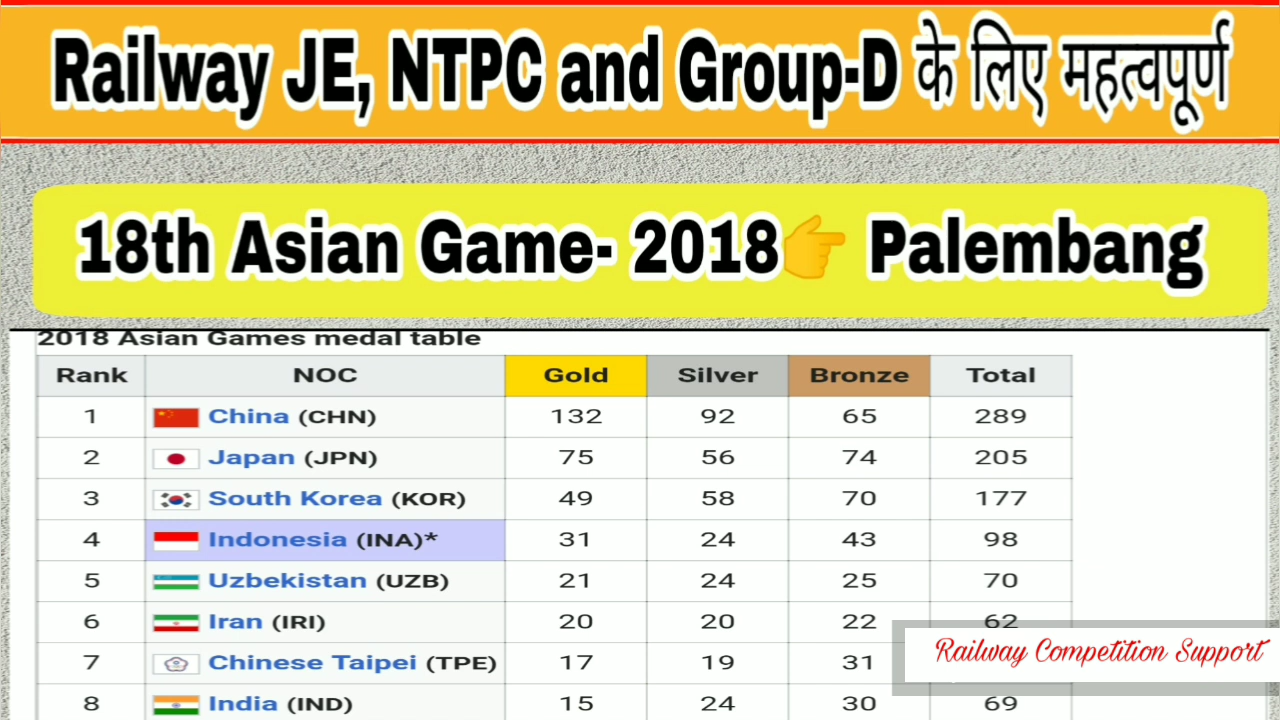 Railway JE, NTPC and Group-D के लिए महत्वपूर्ण
18th Asian Game- 2018👉 Palembang
2018 Asian Games medal table
Rank NOC Gold Silver Bronze Total
1 China (CHN) 132 92 65 289
2 Japan (JPN) 75 56 74 205
3 South Korea (KOR) 49 58 70 177
4 Indonesia (INA)* 31 24 43 98
5 Uzbekistan (UZB) 21 24 25 70
6 Iran (IRI) 20 20 22 62
7 Chinese Taipei (TPE) 17 19 31
Railway Competition Support
8 India (IND) 15 24 30 69